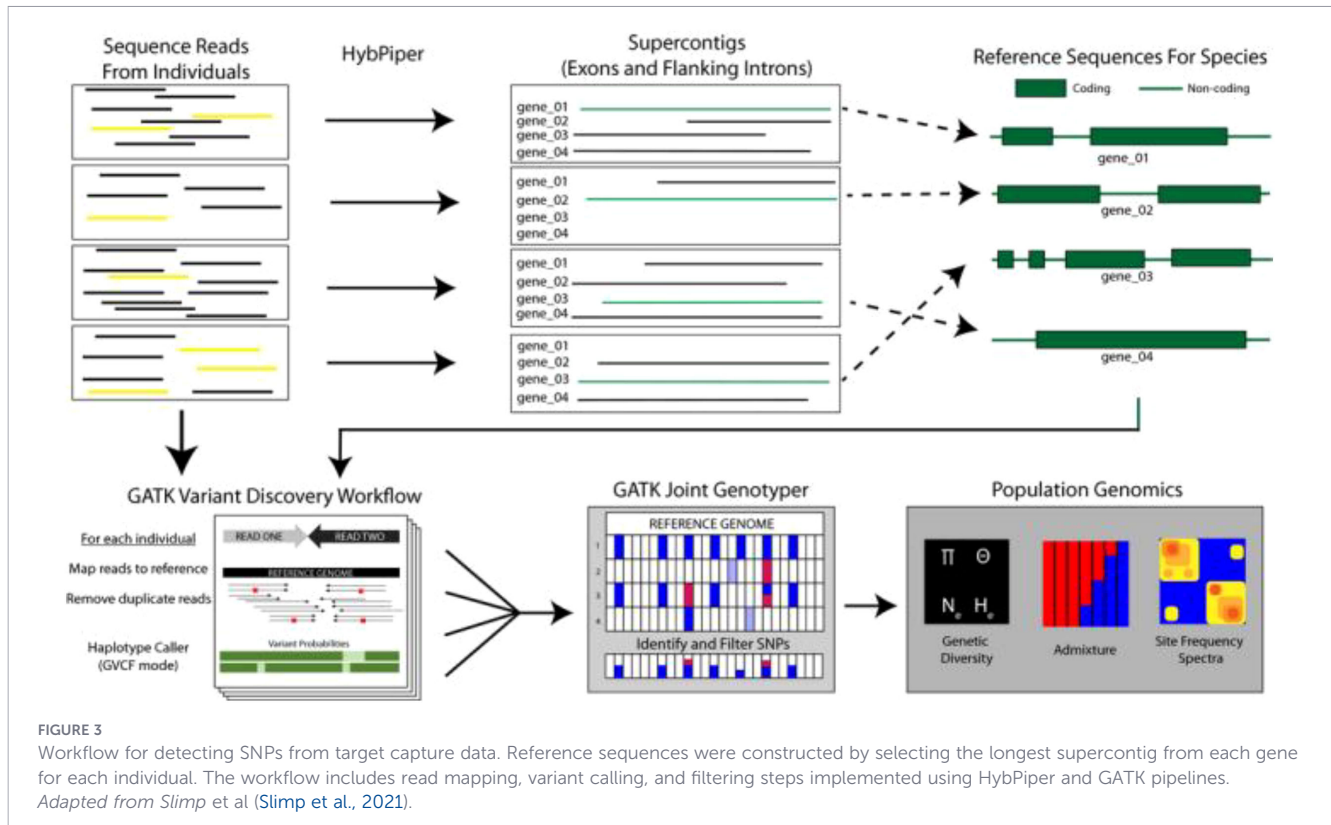 Sequence Reads
From Individuals
HybPiper
Supercontigs
(Exons and Flanking Introns)
Reference Sequences For Species
Coding
Non-coding
gene_01
gene_02
gene_03
gene_04
gene_01
gene_02
gene_03
gene_04
gene_01
gene_02
gene_03
gene_04
gene_01
gene_02
gene_03
gene_04
gene_01
gene_02
gene_03
gene_04
GATK Variant Discovery Workflow
For each individual
Map reads to reference
Remove duplicate reads
Haplotype Caller
(GVCF mode)
READ ONE
READ TWO
REFERENCE GENOME
Variant Probabilities
GATK Joint Genotyper
REFERENCE GENOME
1
2
3
4
Identify and Filter SNPs
Population Genomics
Π Θ
Ne He
Genetic
Diversity
Admixture
Site Frequency
Spectra
FIGURE 3
Workflow for detecting SNPs from target capture data. Reference sequences were constructed by selecting the longest supercontig from each gene
for each individual. The workflow includes read mapping, variant calling, and filtering steps implemented using HybPiper and GATK pipelines.
Adapted from Slimp et al (Slimp et al., 2021).